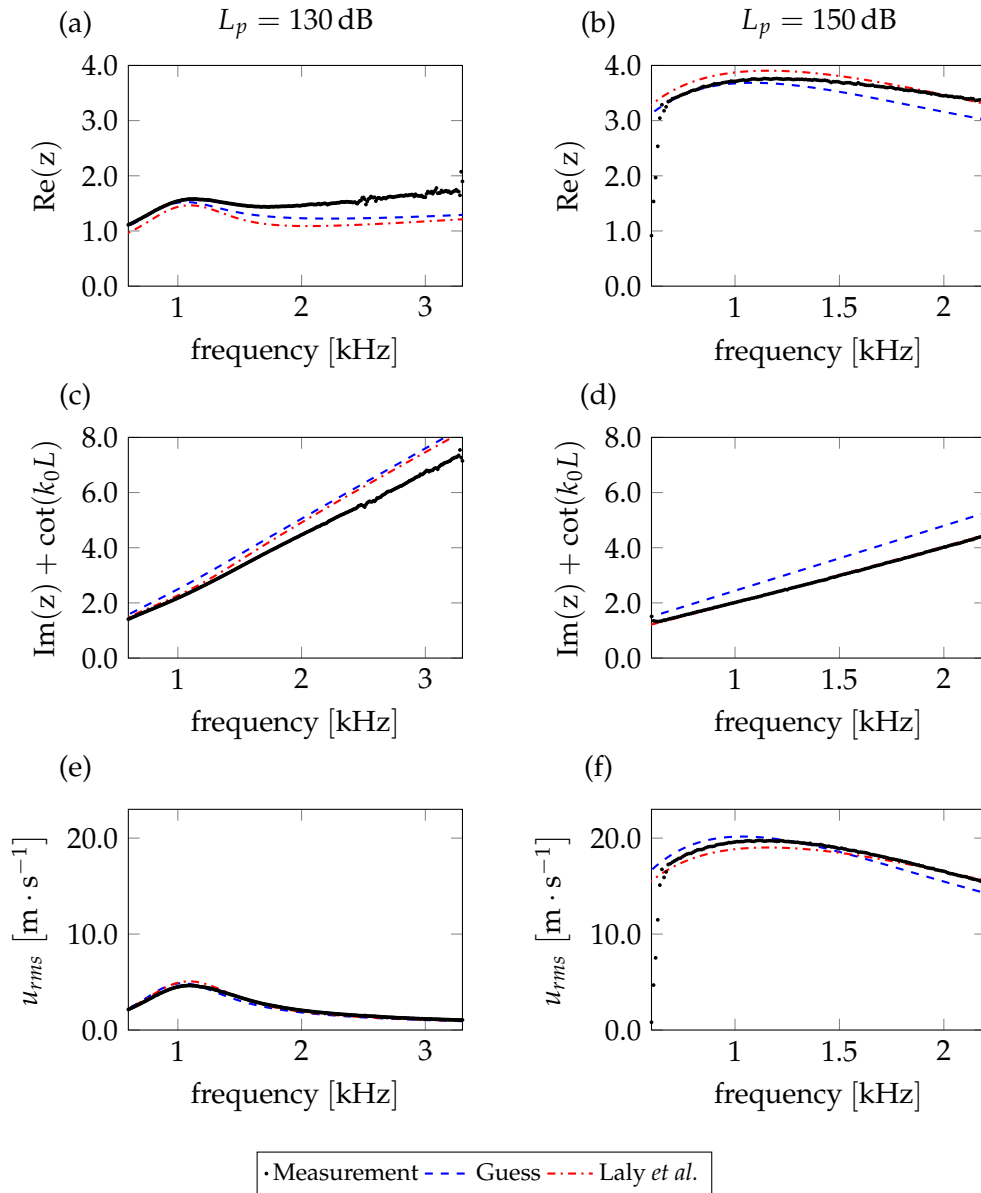 (a) L_p = 130 dB
(b) L_p = 150 dB
4.0
3.0
2.0
1.0
0.0
Re(z)
1 2 3
frequency [kHz]
4.0
3.0
2.0
1.0
0.0
Re(z)
1 1.5 2
frequency [kHz]
(c)
8.0
6.0
4.0
2.0
0.0
Im(z) + cot(k₀L)
1 2 3
frequency [kHz]
(d)
8.0
6.0
4.0
2.0
0.0
Im(z) + cot(k₀L)
1 1.5 2
frequency [kHz]
(e)
20.0
10.0
0.0
u_rms [m · s⁻¹]
1 2 3
frequency [kHz]
(f)
20.0
10.0
0.0
u_rms [m · s⁻¹]
1 1.5 2
frequency [kHz]
Measurement Guess Laly et al.